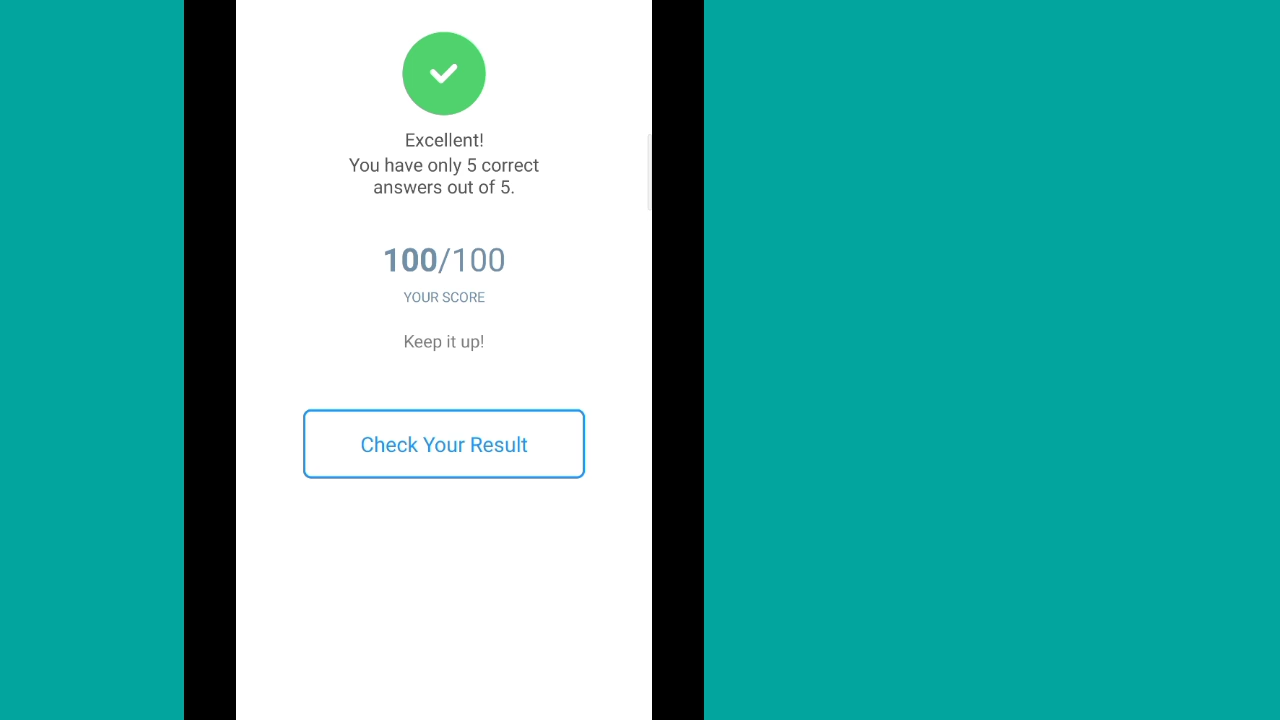 Excellent!
You have only 5 correct
answers out of 5.
100/100
YOUR SCORE
Keep it up!
Check Your Result